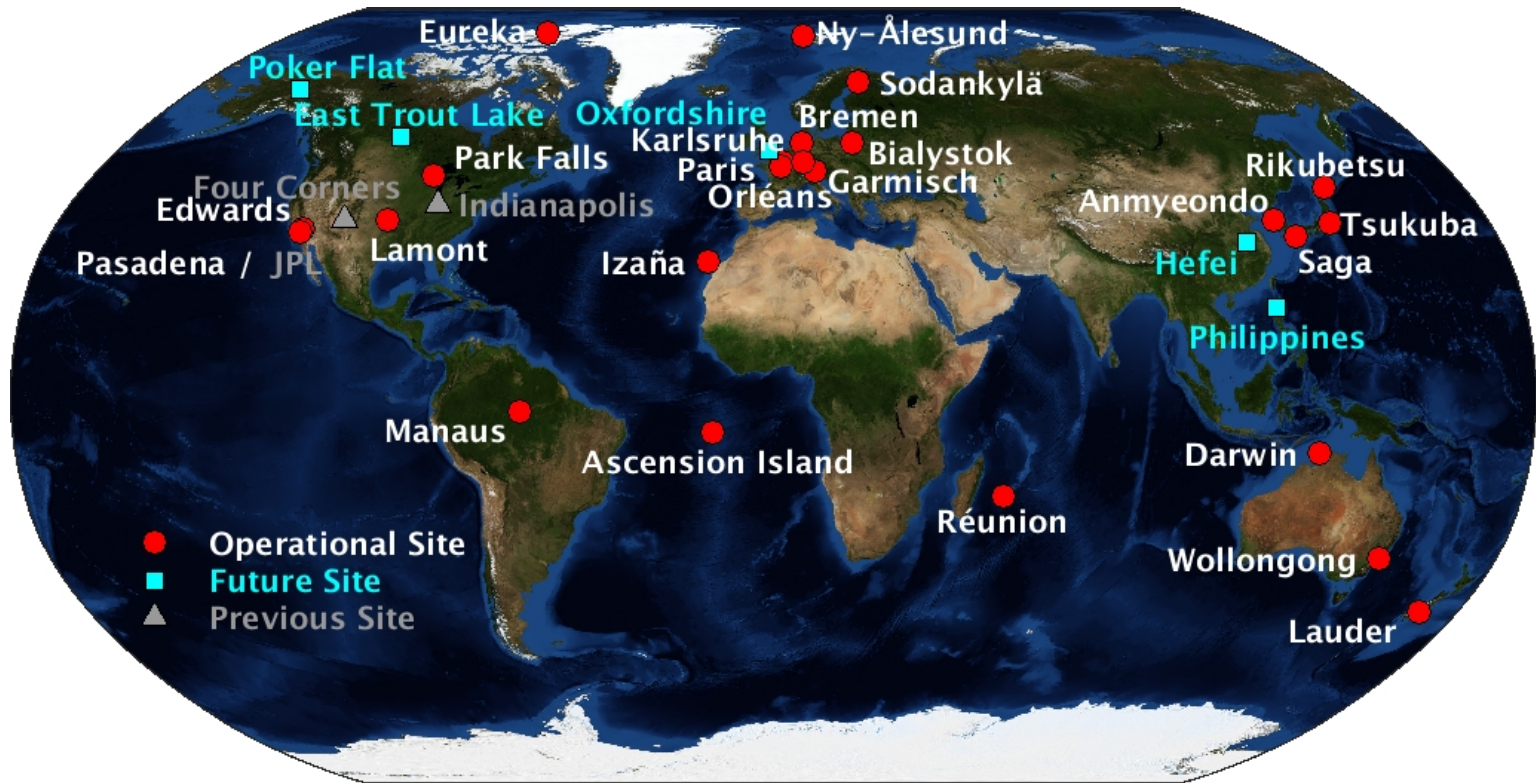 Eureka
Ny-Ålesund
Poker Flat
Sodankylä
East Trout Lake
Oxfordshire
Bremen
Karlsruhe
Park Falls
Bialystok
Paris
Rikubetsu
Four Corners
Garmisch
Orléans
Anmyeondo
Edwards
Indianapolis
Tsukuba
Lamont
Pasadena / JPL
Izaña
Hefei
Saga
Philippines
Manaus
Ascension Island
Darwin
Réunion
Operational Site
Wollongong
Future Site
Previous Site
Lauder